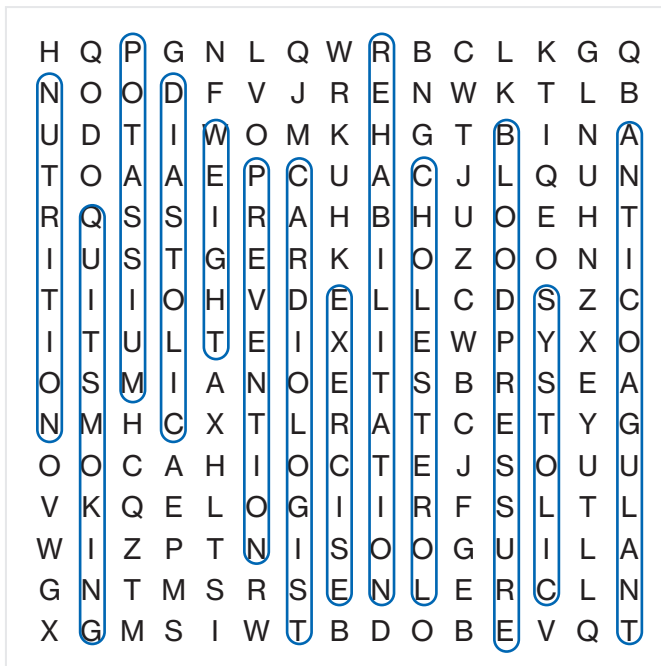 H Q P G N L Q W R B C L K G Q
N O O D F V J R E N W K T L B
U D T I W O M K H G T B I N A
T O A A E P C U A C J L Q U N
R Q S S I R A H B H U O E H T
I U S T G E R K I O Z O O N I
T I I O H V D E L L C D S Z C
I T U L T E I X I E W P Y X O
O S M I A N O E T S B R S E A
N M H C X T L R A T C E T Y G
O O C A H I O C T E J S O U U
V K Q E L O G I I R F S L T L
W I Z P T N I S O O G U I L A
G N T M S R S E N L E R C L N
X G M S I W T B D O B E V Q T